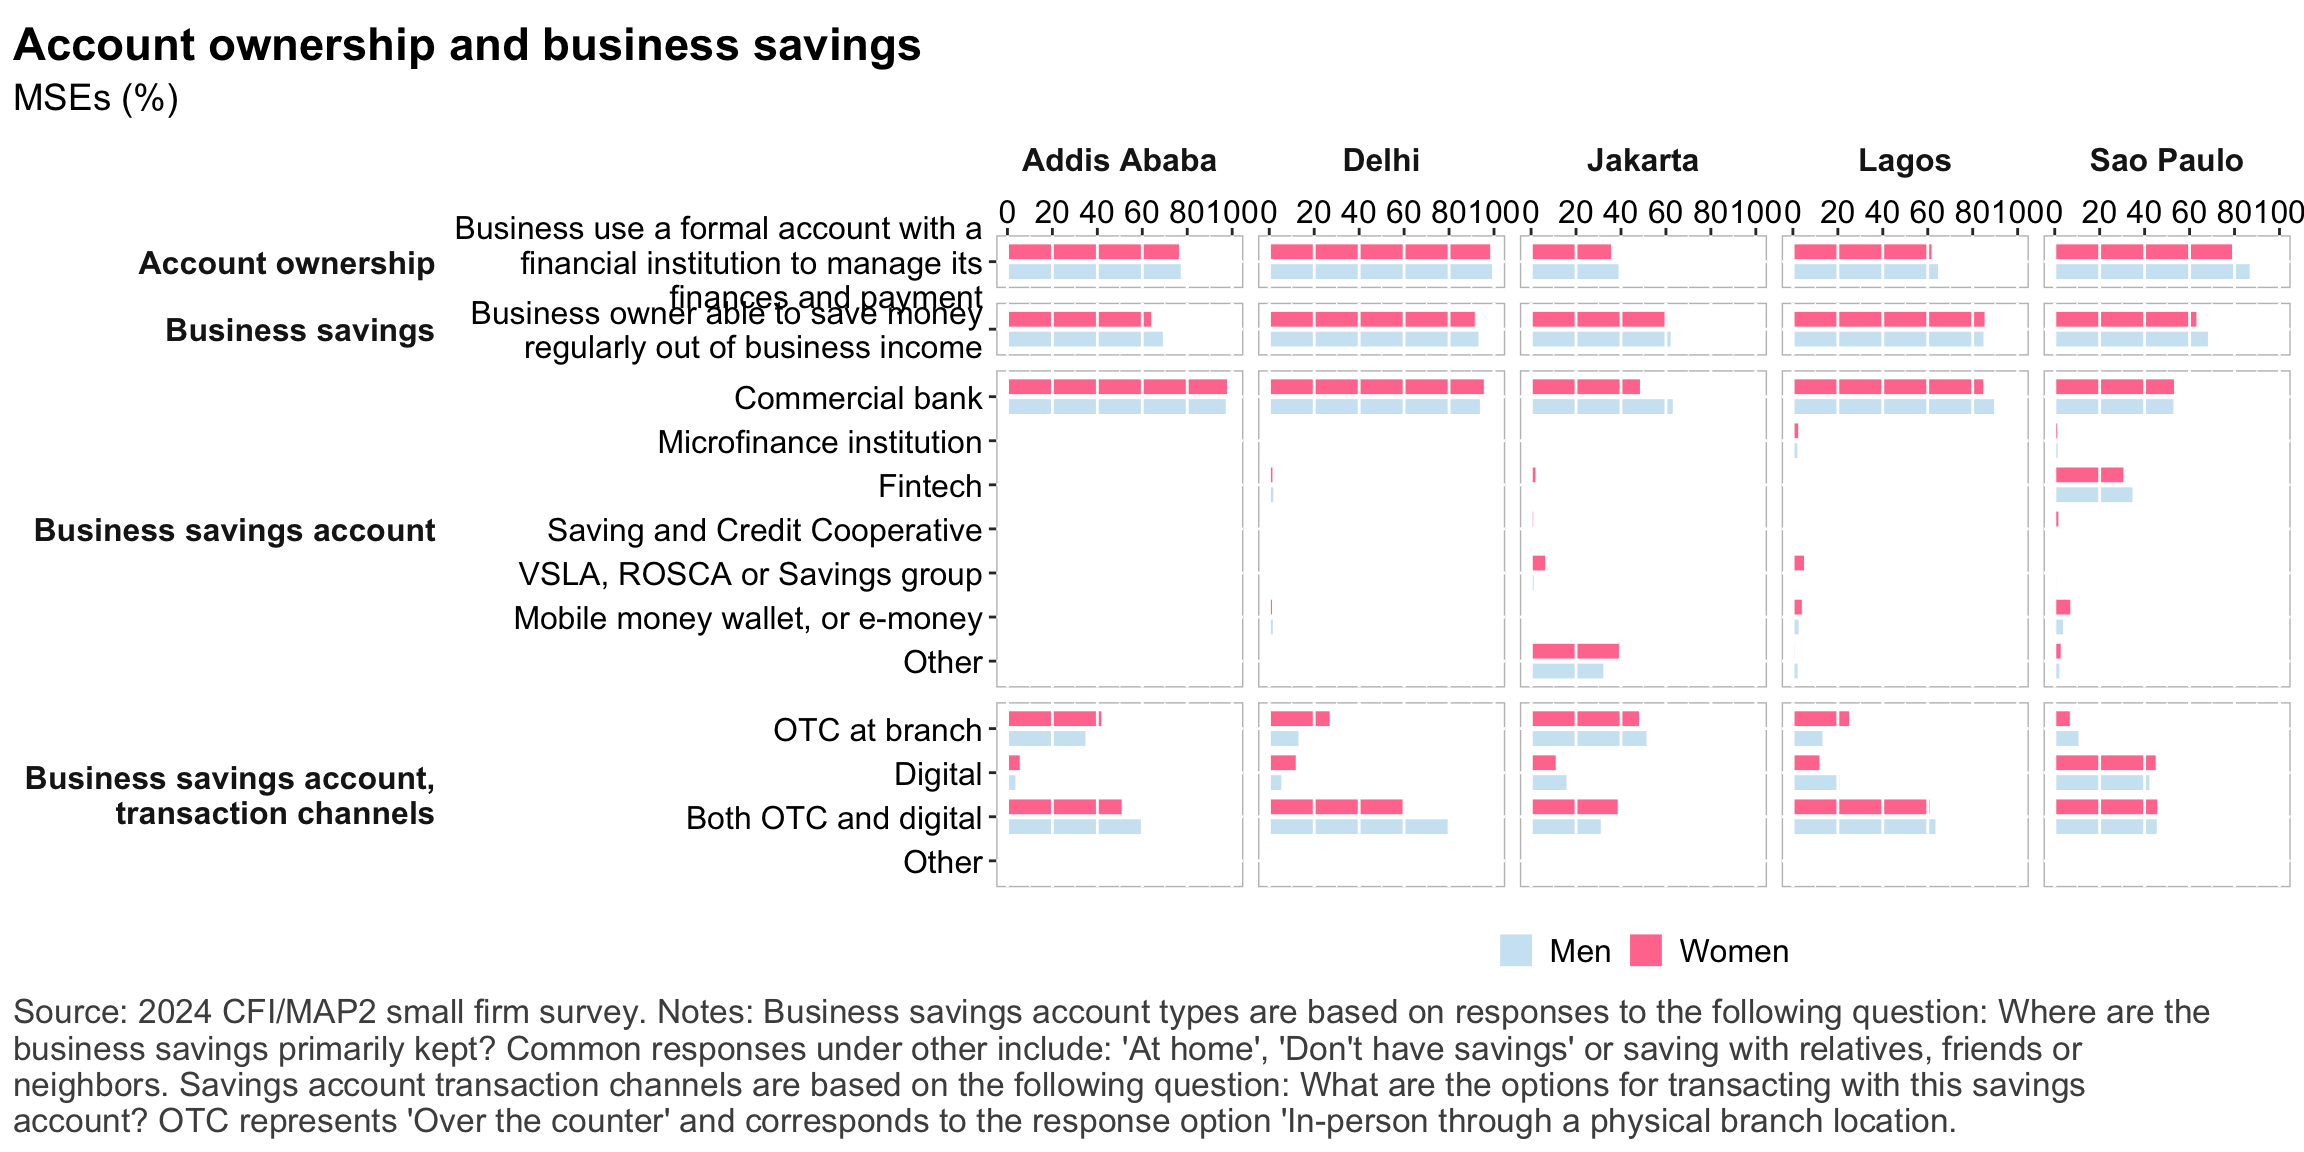 Account ownership and business savings
MSEs (%)
Addis Ababa Delhi Jakarta Lagos Sao Paulo
0 20 40 60 80 100 0 20 40 60 80 100 0 20 40 60 80 100 0 20 40 60 80 100 0 20 40 60 80 100
Account ownership
Business use a formal account with a
financial institution to manage its
finances and payment
Business savings
Business owner able to save money
regularly out of business income
Business savings account
Commercial bank
Microfinance institution
Fintech
Saving and Credit Cooperative
VSLA, ROSCA or Savings group
Mobile money wallet, or e-money
Other
Business savings account,
transaction channels
OTC at branch
Digital
Both OTC and digital
Other
Men Women
Source: 2024 CFI/MAP2 small firm survey. Notes: Business savings account types are based on responses to the following question: Where are the
business savings primarily kept? Common responses under other include: 'At home', 'Don't have savings' or saving with relatives, friends or
neighbors. Savings account transaction channels are based on the following question: What are the options for transacting with this savings
account? OTC represents 'Over the counter' and corresponds to the response option 'In-person through a physical branch location.